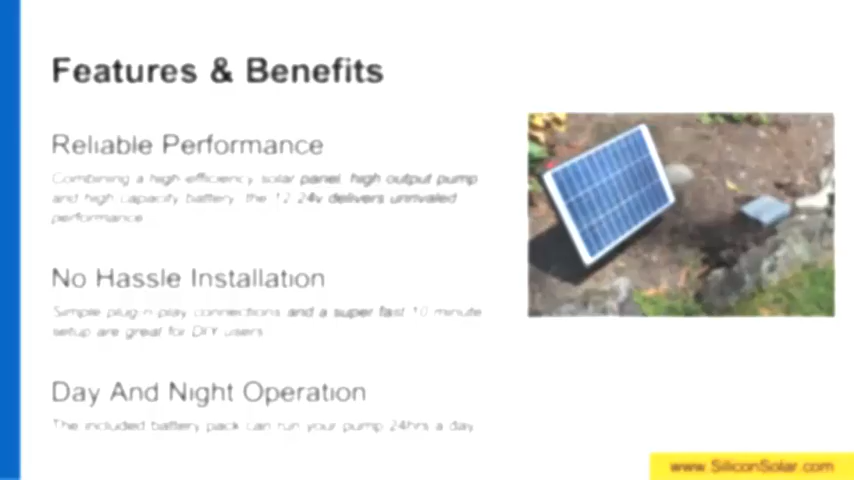 Features & Benefits
Reliable Performance
Combining a high efficiency solar panel, high output pump
and high capacity battery, the 12-24v delivers unrivaled
performance
No Hassle Installation
Simple plug n play connections and a super fast 10 minute
setup are great for DIY users
Day And Night Operation
The included battery pack can run your pump 24hrs a day
www.SiliconSolar.com